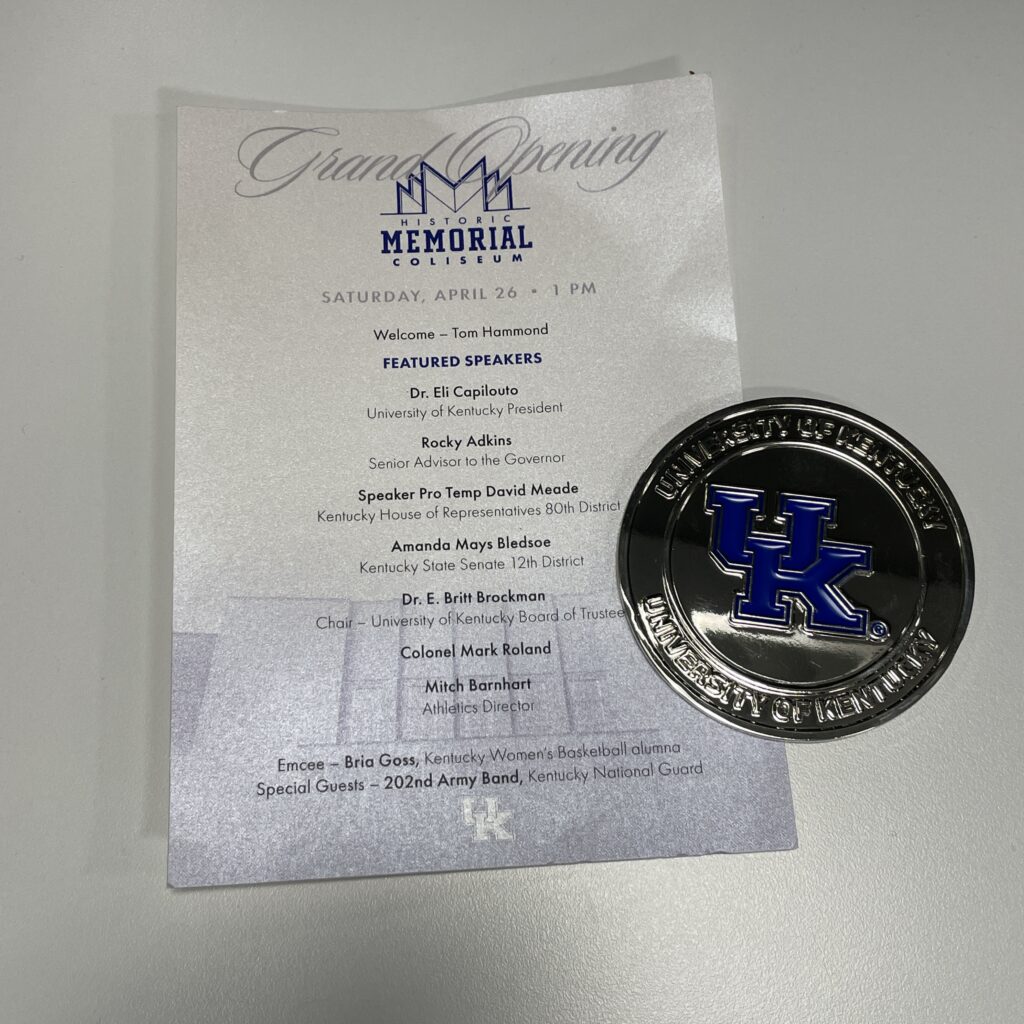 Grand Opening
HISTORIC
MEMORIAL
COLISEUM
SATURDAY, APRIL 26 • 1 PM
Welcome – Tom Hammond
FEATURED SPEAKERS
Dr. Eli Capilouto
University of Kentucky President
Rocky Adkins
Senior Advisor to the Governor
Speaker Pro Temp David Meade
Kentucky House of Representatives 80th District
Amanda Mays Bledsoe
Kentucky State Senate 12th District
Dr. E. Britt Brockman
Chair – University of Kentucky Board of Trustee
Colonel Mark Roland
Mitch Barnhart
Athletics Director
Emcee – Bria Goss, Kentucky Women's Basketball alumna
Special Guests – 202nd Army Band, Kentucky National Guard
UK
UNIVERSITY OF KENTUCKY
UK®
UNIVERSITY OF KENTUCKY